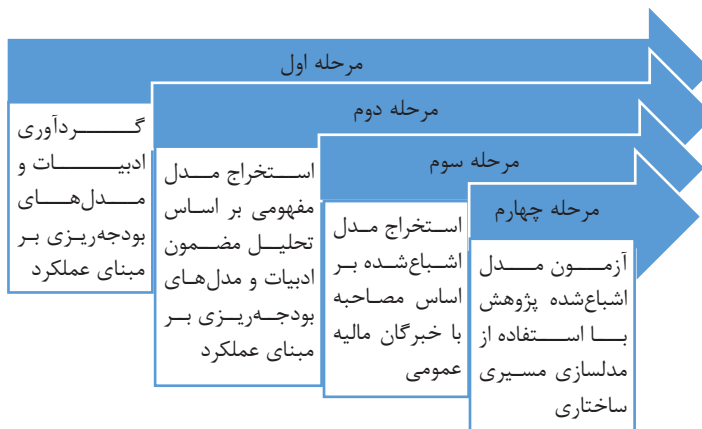 مرحله اول
گردآوری
ادبیات و
مدل‌های
بودجه‌ریزی بر
مبنای عملکرد
مرحله دوم
استخراج مدل
مفهومی بر اساس
تحلیل مضمون
ادبیات و مدل‌های
بودجه‌ریزی بر
مبنای عملکرد
مرحله سوم
استخراج مدل
اشباع‌شده بر
اساس مصاحبه
با خبرگان مالیه
عمومی
مرحله چهارم
آزمون مدل
اشباع‌شده پژوهش
با استفاده از
مدلسازی مسیری
ساختاری